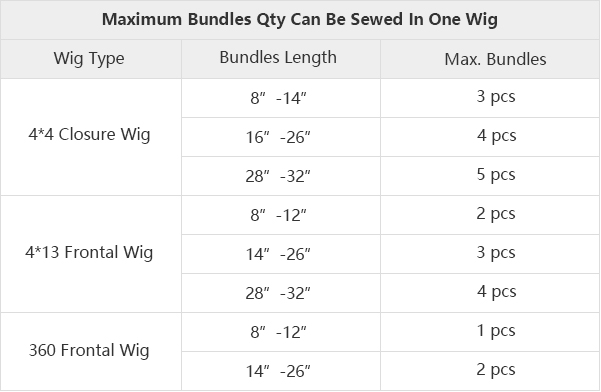 Maximum Bundles Qty Can Be Sewed In One Wig
Wig Type Bundles Length Max. Bundles
4*4 Closure Wig
8” -14” 3 pcs
16” -26” 4 pcs
28” -32” 5 pcs
4*13 Frontal Wig
8” -12” 2 pcs
14” -26” 3 pcs
28” -32” 4 pcs
360 Frontal Wig
8” -12” 1 pcs
14” -26” 2 pcs